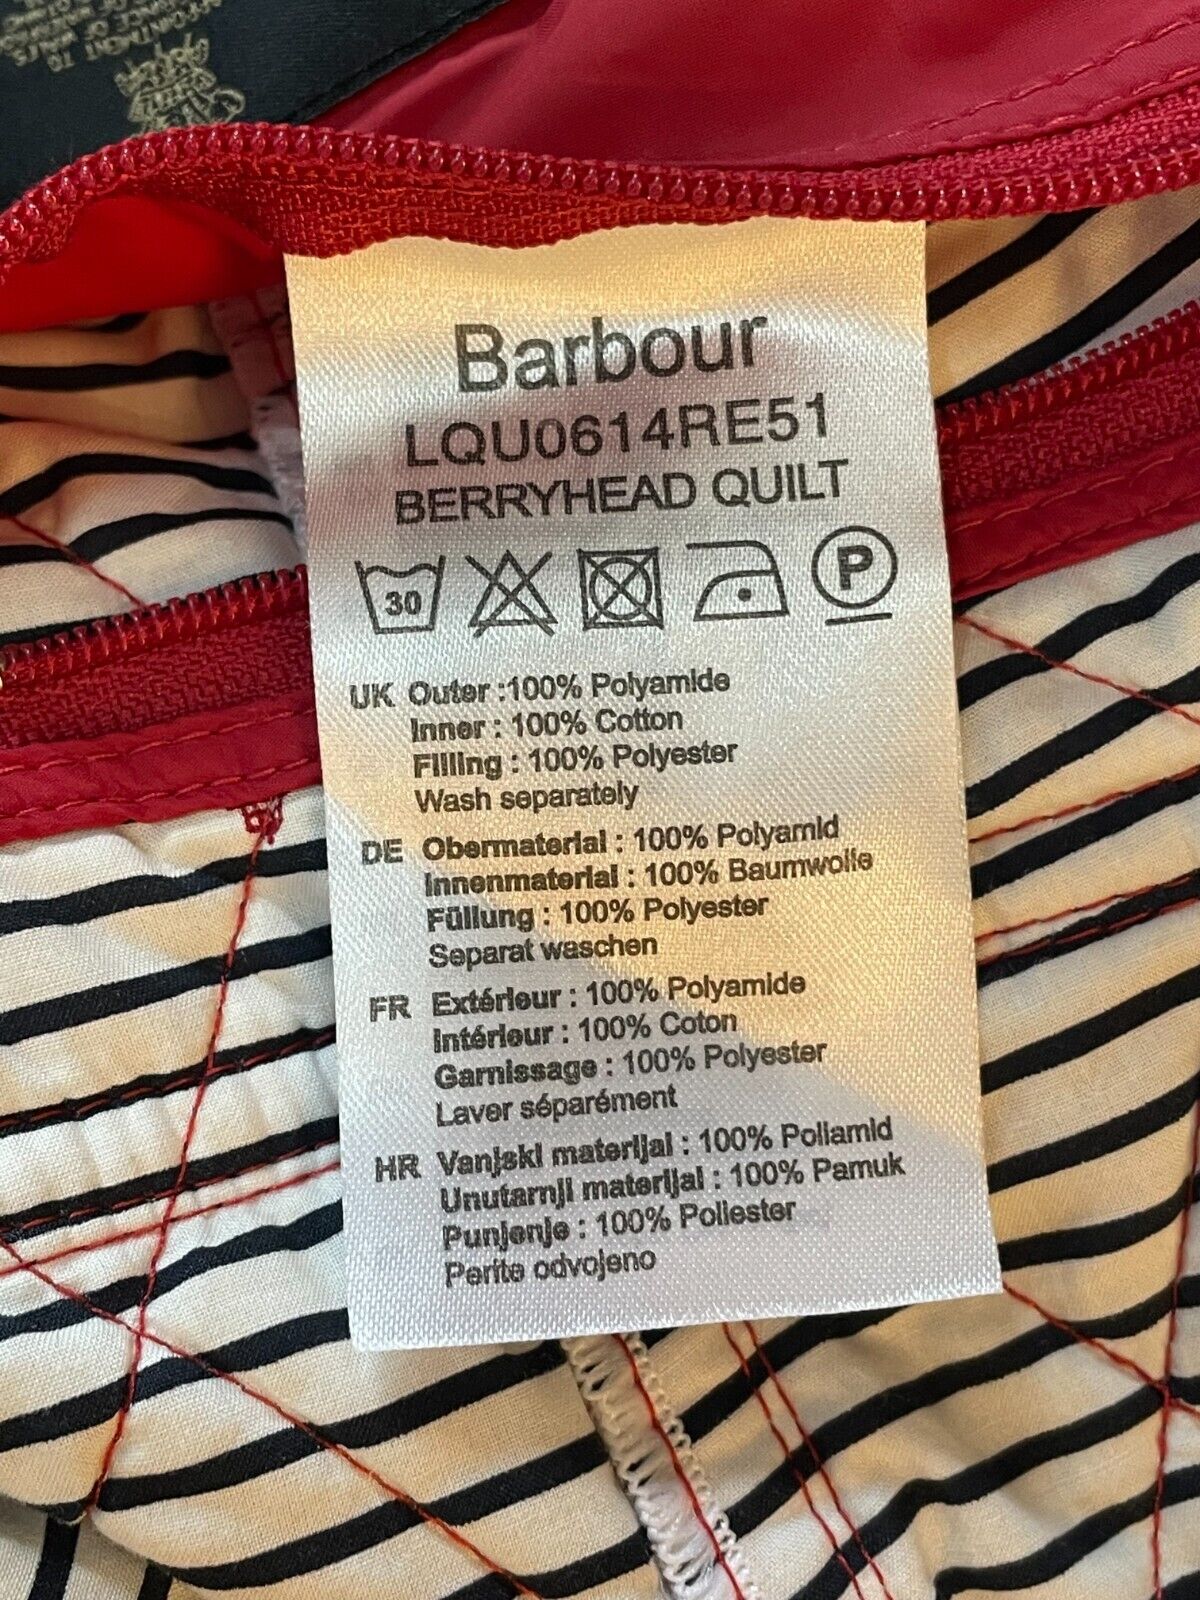 APPOINTMENT TO
Barbour
LQU0614RE51
BERRYHEAD QUILT
30
P
UK Outer :100% Polyamide
Inner : 100% Cotton
Filling : 100% Polyester
Wash separately
DE Obermaterial : 100% Polyamid
Innenmaterial : 100% Baumwolle
Füllung : 100% Polyester
Separat waschen
FR Extérieur : 100% Polyamide
Intérieur : 100% Coton
Garnissage : 100% Polyester
Laver séparément
HR Vanjski materijal : 100% Poliamid
Unutarnji materijal : 100% Pamuk
Punjenje : 100% Poliester
Perite odvojeno